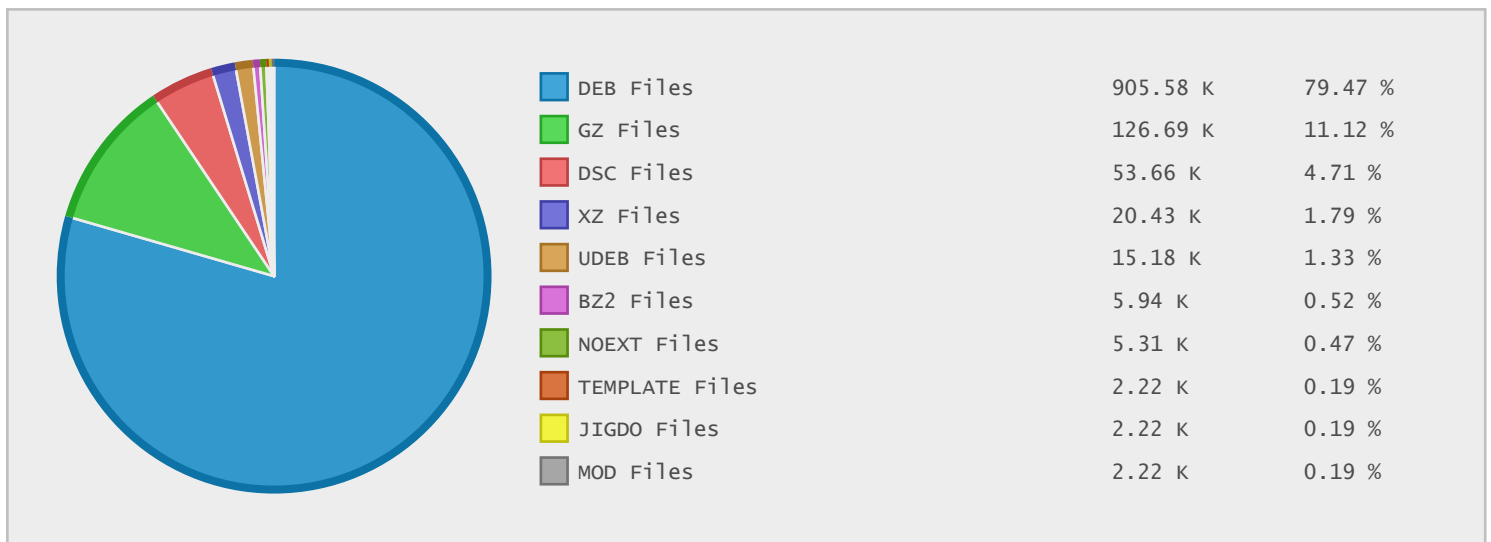 DEB Files 905.58 K 79.47 %
GZ Files 126.69 K 11.12 %
DSC Files 53.66 K 4.71 %
XZ Files 20.43 K 1.79 %
UDEB Files 15.18 K 1.33 %
BZ2 Files 5.94 K 0.52 %
NOEXT Files 5.31 K 0.47 %
TEMPLATE Files 2.22 K 0.19 %
JIGDO Files 2.22 K 0.19 %
MOD Files 2.22 K 0.19 %